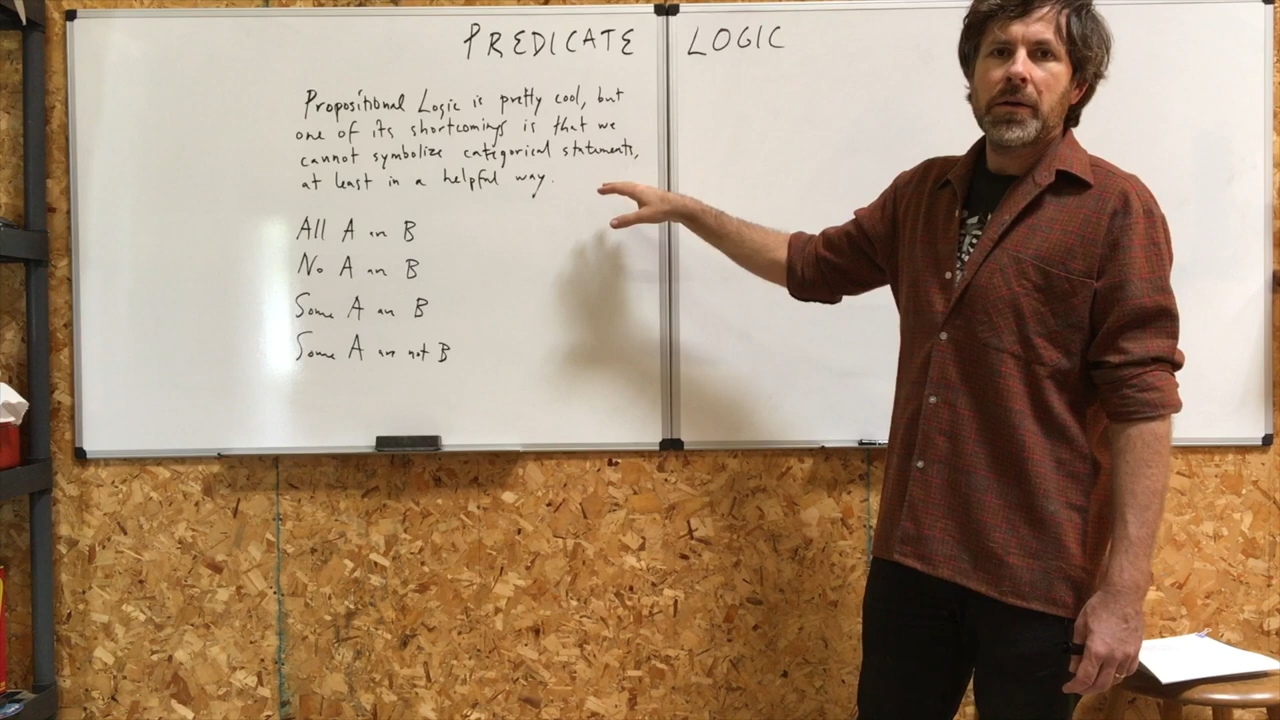 PREDICATE LOGIC
Propositional Logic is pretty cool, but
one of its shortcomings is that we
cannot symbolize categorical statements,
at least in a helpful way.
All A are B
No A are B
Some A are B
Some A are not B